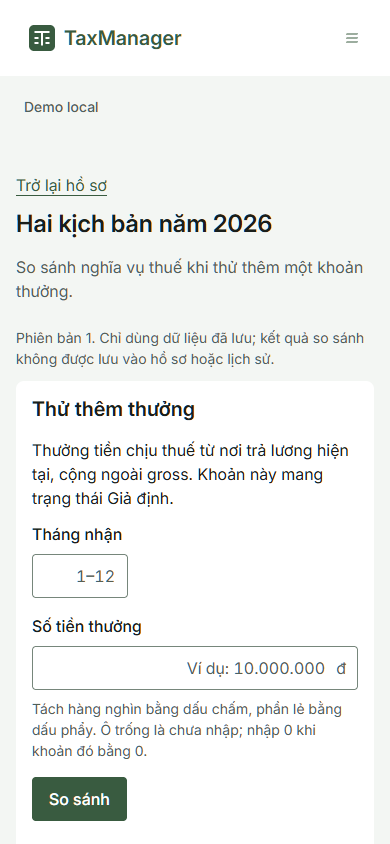 TaxManager
Demo local
Trở lại hồ sơ
Hai kịch bản năm 2026
So sánh nghĩa vụ thuế khi thử thêm một khoản
thưởng.
Phiên bản 1. Chỉ dùng dữ liệu đã lưu; kết quả so sánh
không được lưu vào hồ sơ hoặc lịch sử.
Thử thêm thưởng
Thưởng tiền chịu thuế từ nơi trả lương hiện
tại, cộng ngoài gross. Khoản này mang
trạng thái Giả định.
Tháng nhận
1–12
Số tiền thưởng
Ví dụ: 10.000.000 đ
Tách hàng nghìn bằng dấu chấm, phần lẻ bằng
dấu phẩy. Ô trống là chưa nhập; nhập 0 khi
khoản đó bằng 0.
So sánh